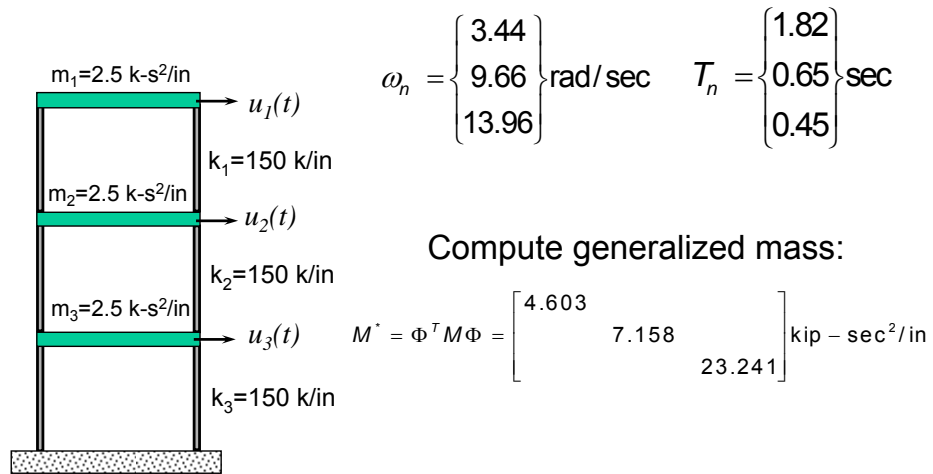 m₁=2.5 k-s²/in
u₁(t)
k₁=150 k/in
m₂=2.5 k-s²/in
u₂(t)
k₂=150 k/in
m₃=2.5 k-s²/in
u₃(t)
k₃=150 k/in
ωₙ = {3.44 9.66 13.96} rad/sec
Tₙ = {1.82 0.65 0.45} sec
Compute generalized mass:
M* = Φᵀ M Φ = [4.603 7.158 23.241] kip – sec²/in